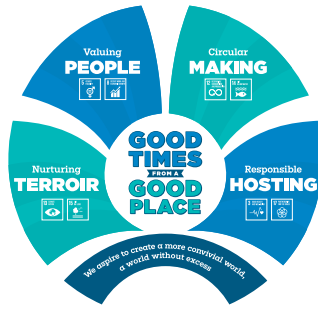 Valuing
PEOPLE
Circular
MAKING
Nurturing
TERROIR
GOOD
TIMES
FROM A
GOOD
PLACE
Responsible
HOSTING
We aspire to create a more convivial world,
a world without excess